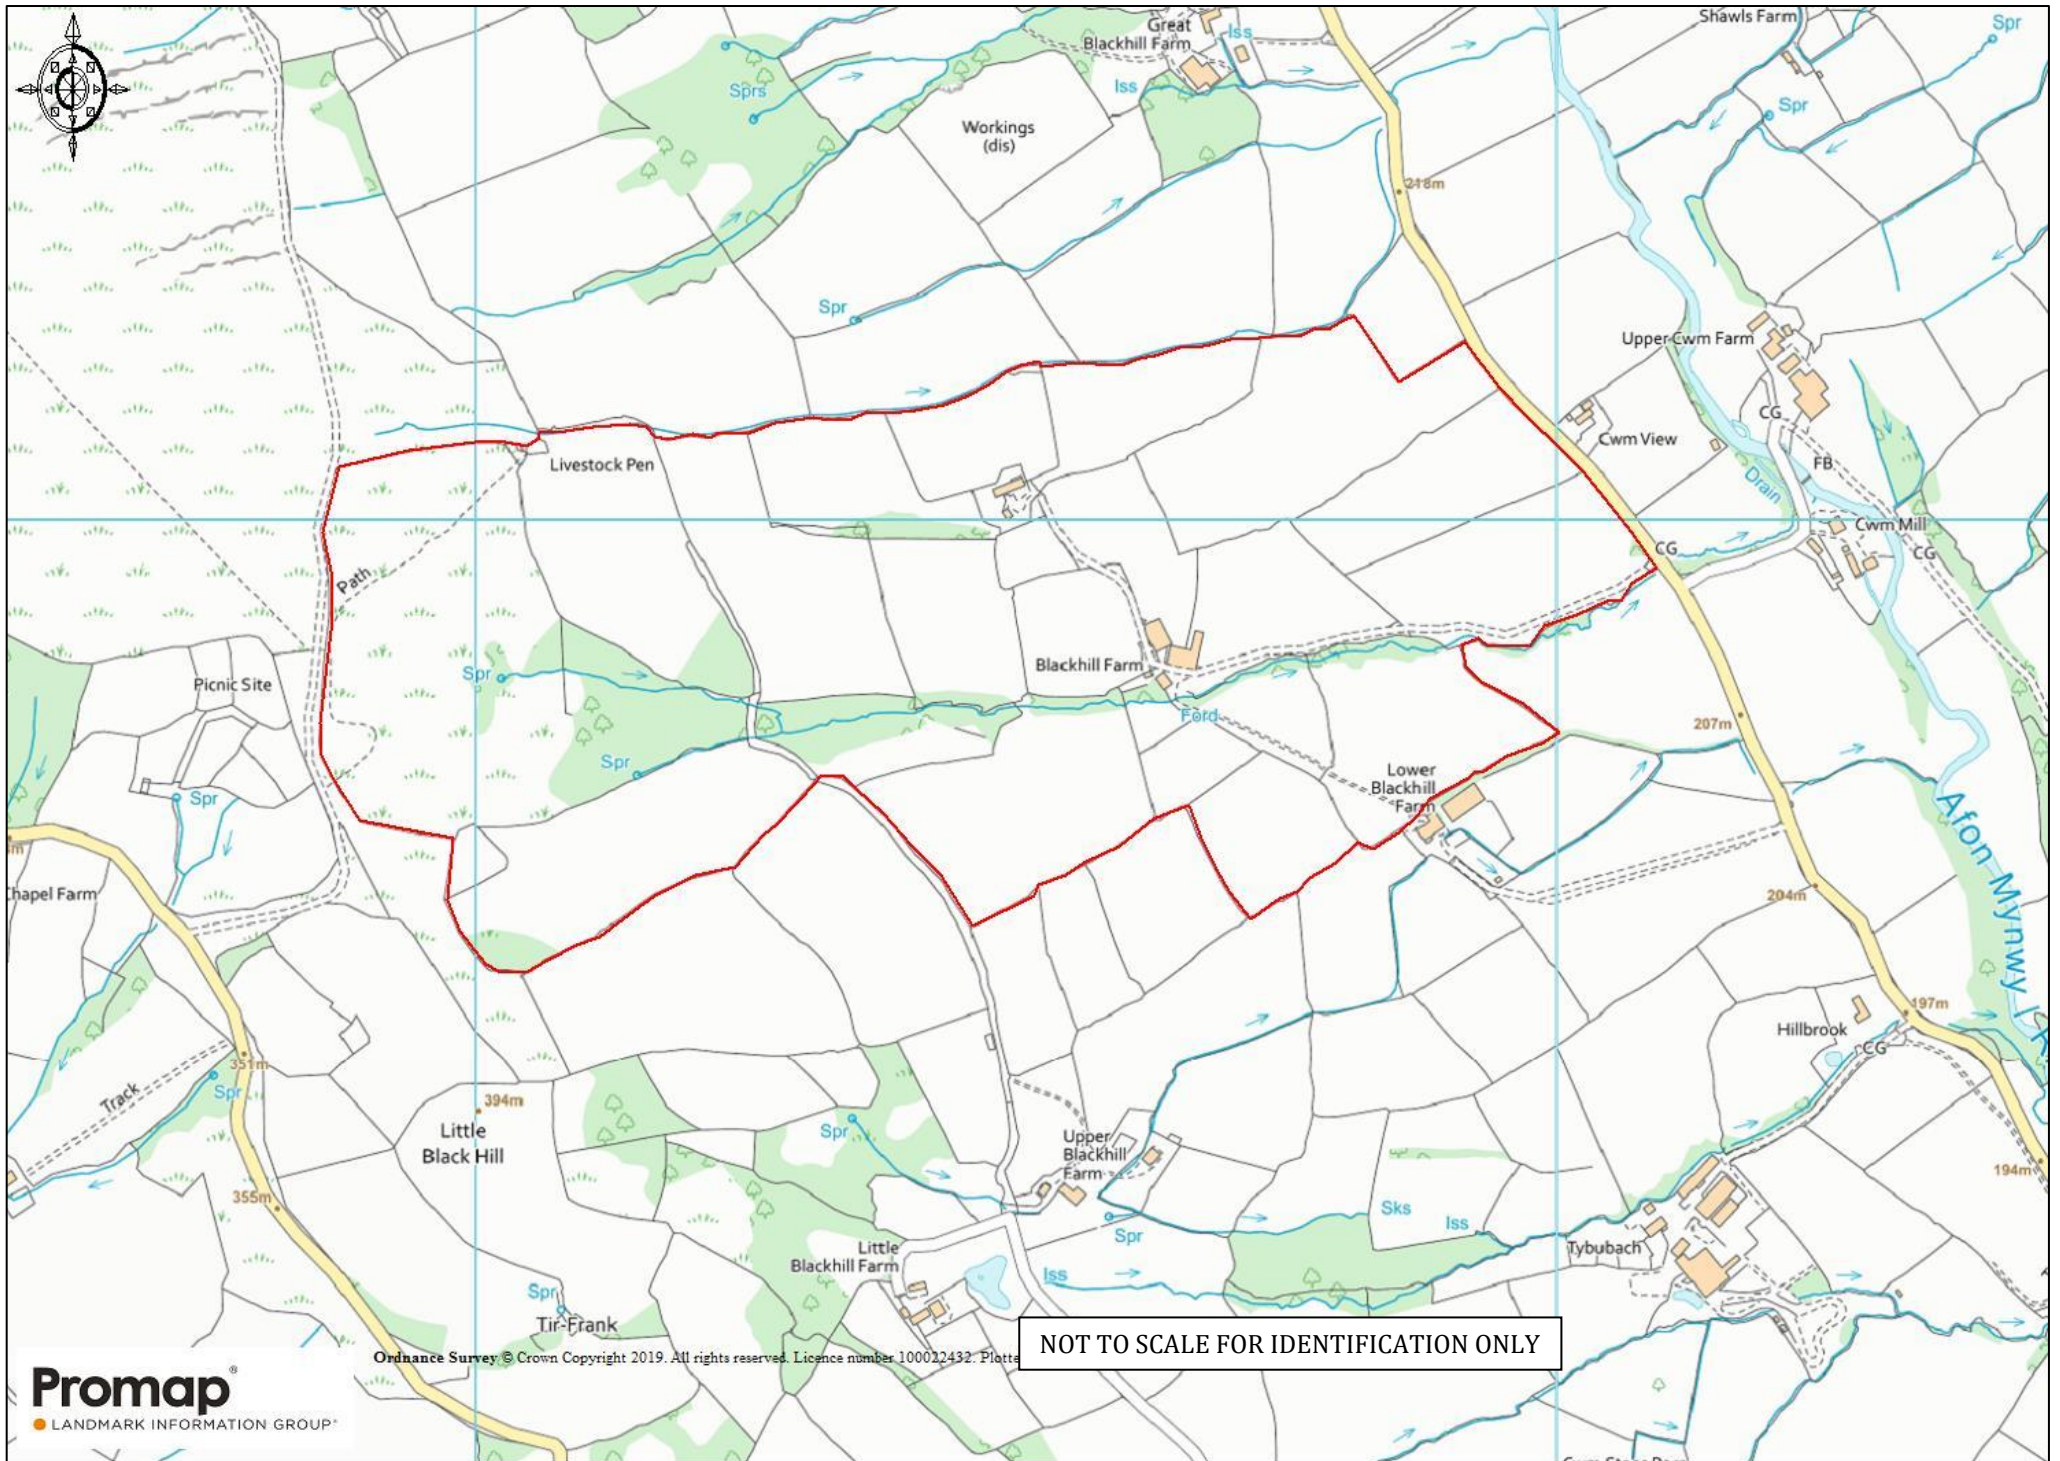 Great
Blackhill Farm
Iss
Shawls Farm
Spr
Sprs
Iss
Spr
Workings
(dis)
218m
Spr
Upper Cwm Farm
CG
Cwm View
FB
Livestock Pen
Drain
Cwm Mill
CG
CG
Path
Blackhill Farm
Spr
Picnic Site
Ford
207m
Spr
Lower
Blackhill
Farm
Spr
Afon Mynwy
Chapel Farm
204m
197m
Hillbrook
CG
351m
Spr
Track
394m
Little
Black Hill
Spr
Upper
Blackhill
Farm
194m
355m
Sks
Iss
Spr
Tybubach
Little
Blackhill Farm
Iss
Spr
Tir-Frank
NOT TO SCALE FOR IDENTIFICATION ONLY
Ordnance Survey © Crown Copyright 2019. All rights reserved. Licence number 100022432. Plotte
Promap®
LANDMARK INFORMATION GROUP®